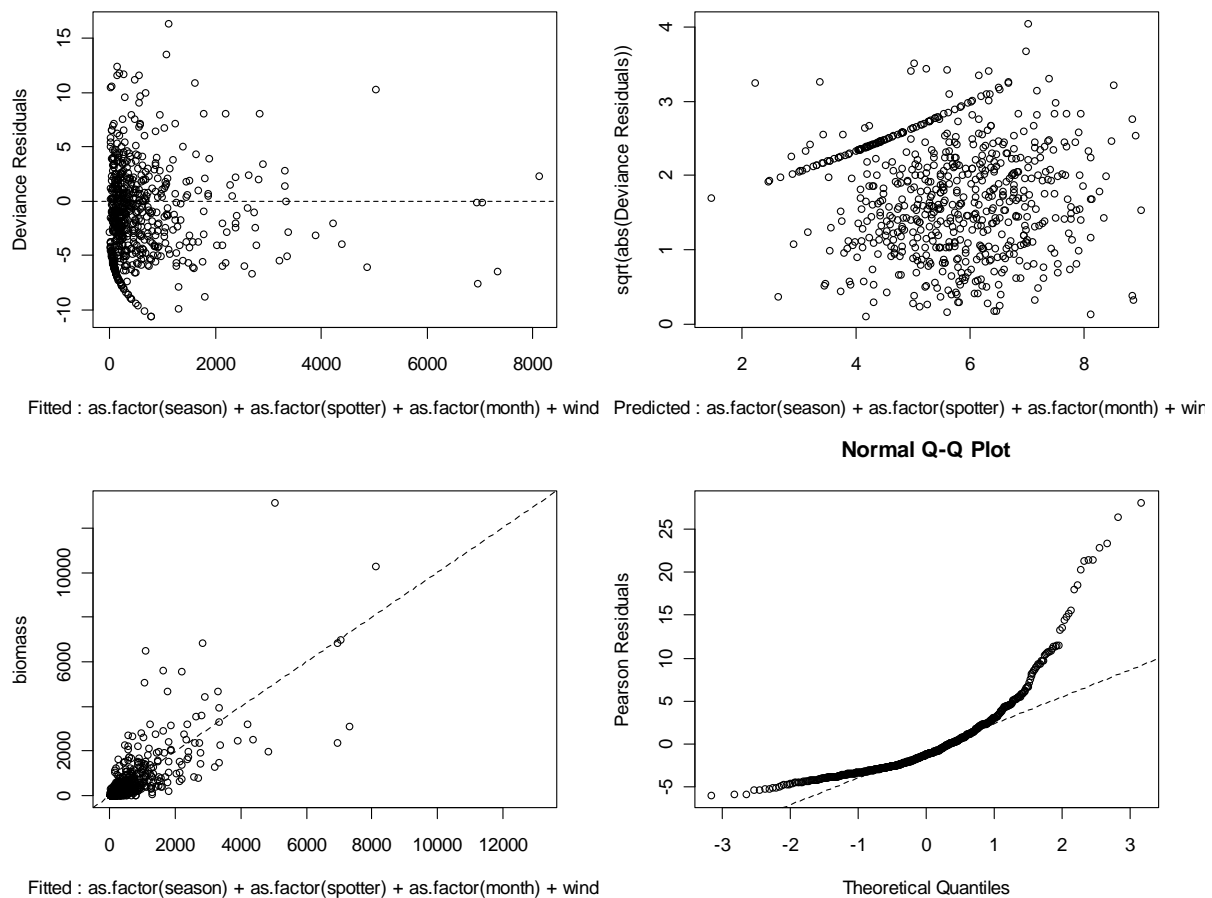 Deviance Residuals
15
10
5
0
-5
-10
0 2000 4000 6000 8000
Fitted : as.factor(season) + as.factor(spotter) + as.factor(month) + wind
sqrt(abs(Deviance Residuals))
4
3
2
1
0
2 4 6 8
Predicted : as.factor(season) + as.factor(spotter) + as.factor(month) + win
biomass
10000
6000
2000
0
0 2000 4000 6000 8000 10000 12000
Fitted : as.factor(season) + as.factor(spotter) + as.factor(month) + wind
Normal Q-Q Plot
Pearson Residuals
25
20
15
10
5
0
-5
-3 -2 -1 0 1 2 3
Theoretical Quantiles